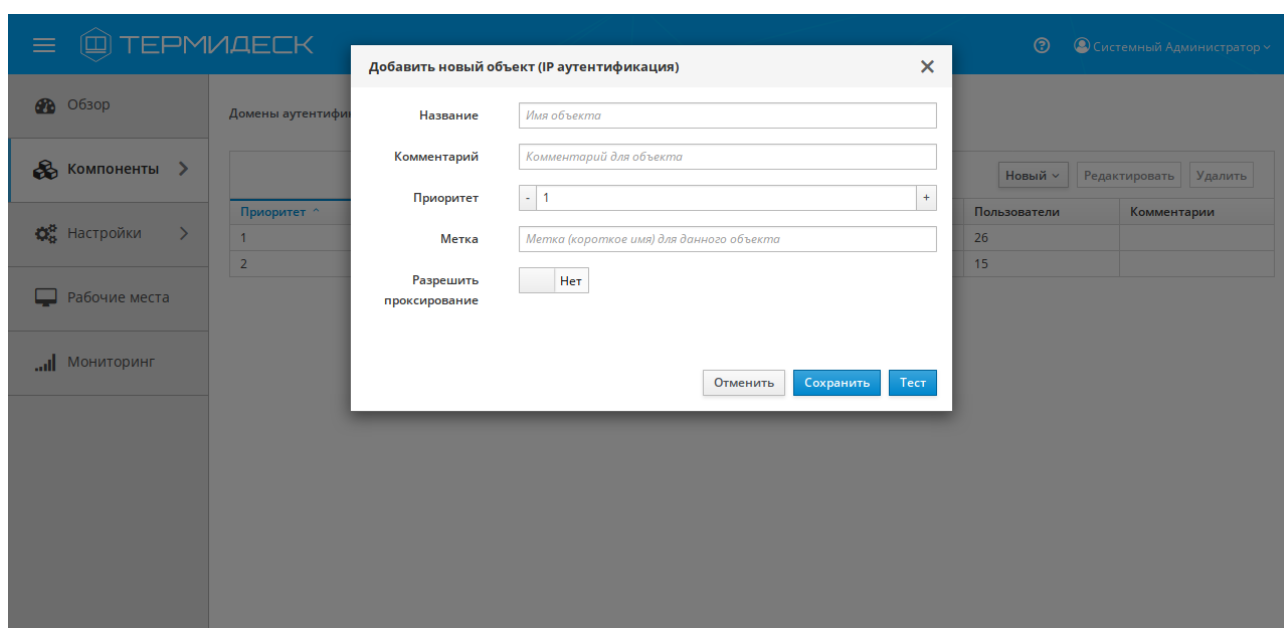 ТЕРМИДЕСК
Системный Администратор
Добавить новый объект (IP аутентификация)
Обзор
Домены аутентифи
Название
Имя объекта
Комментарий
Комментарий для объекта
Компоненты
Новый
Редактировать
Удалить
Приоритет
- 1 +
Приоритет
Пользователи
Комментарии
Настройки
1
Метка
Метка (короткое имя) для данного объекта
26
2
15
Разрешить
проксирование
Нет
Рабочие места
Мониторинг
Отменить
Сохранить
Тест